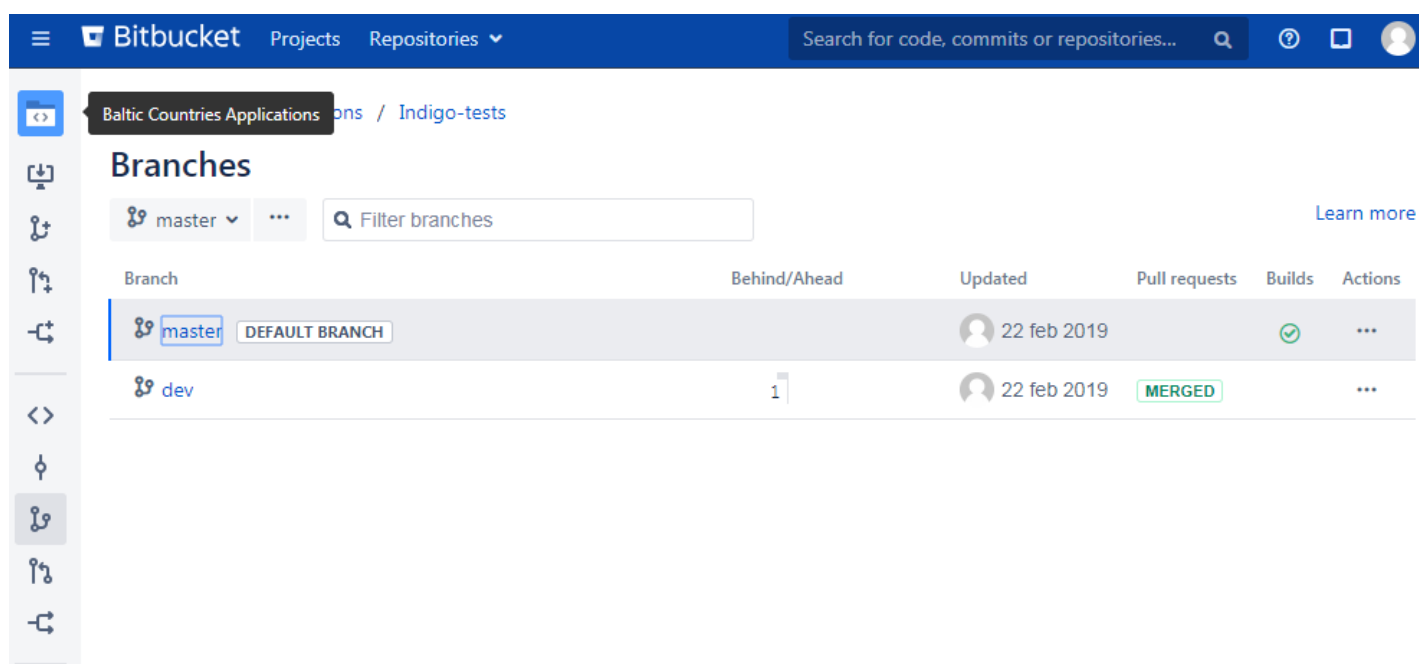 Bitbucket Projects Repositories Search for code, commits or repositories...
Baltic Countries Applications ons / Indigo-tests
Branches
master ... Filter branches Learn more
Branch Behind/Ahead Updated Pull requests Builds Actions
master DEFAULT BRANCH 22 feb 2019 ...
dev 1 22 feb 2019 MERGED ...